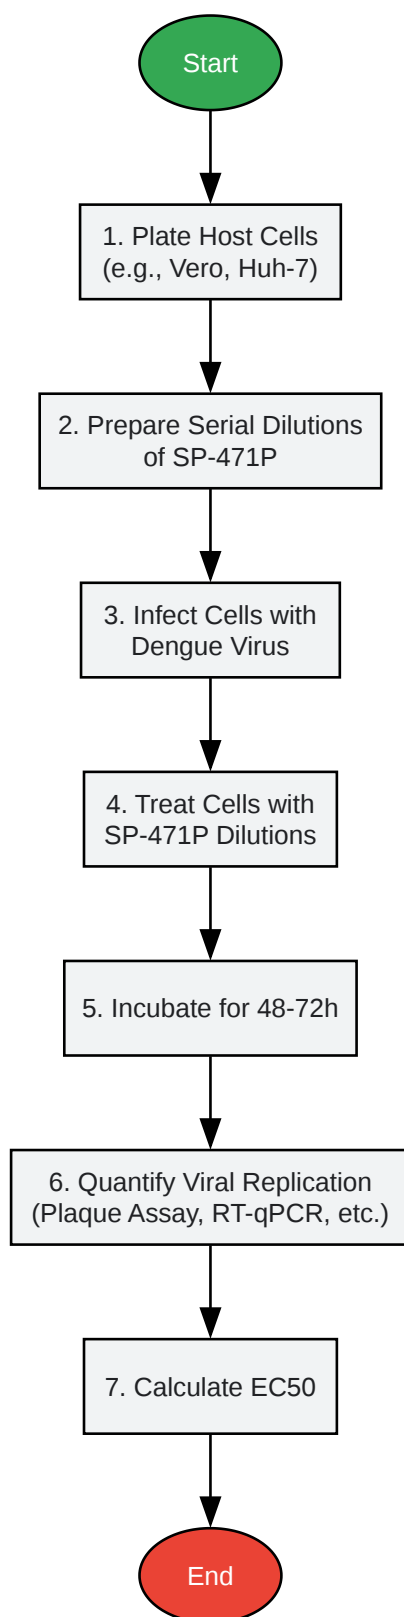 Start
1. Plate Host Cells
(e.g., Vero, Huh-7)
2. Prepare Serial Dilutions
of SP-471P
3. Infect Cells with
Dengue Virus
4. Treat Cells with
SP-471P Dilutions
5. Incubate for 48-72h
6. Quantify Viral Replication
(Plaque Assay, RT-qPCR, etc.)
7. Calculate EC50
End